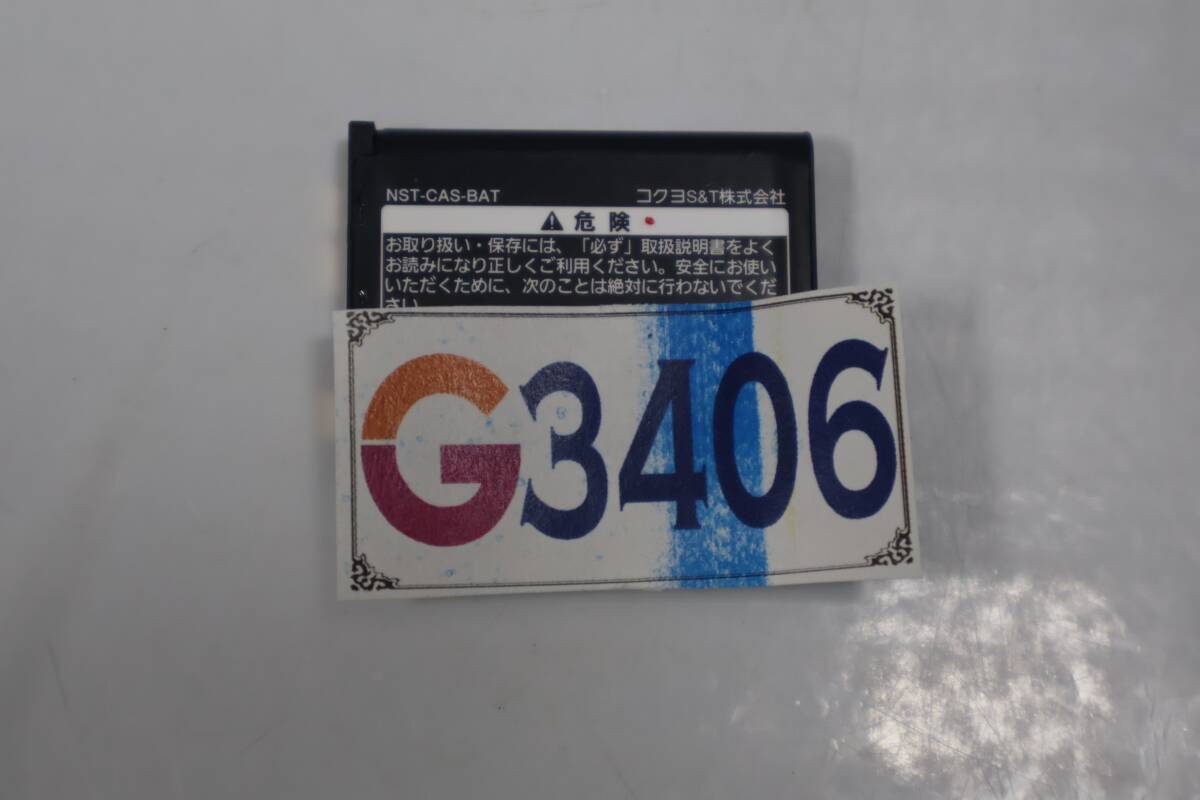 NST-CAS-BAT コクヨS&T株式会社
危険
お取り扱い・保存には、「必ず」取扱説明書をよく
お読みになり正しくご利用ください。安全にお使い
いただくために、次のことは絶対に行わないでくだ
さい。
G3406